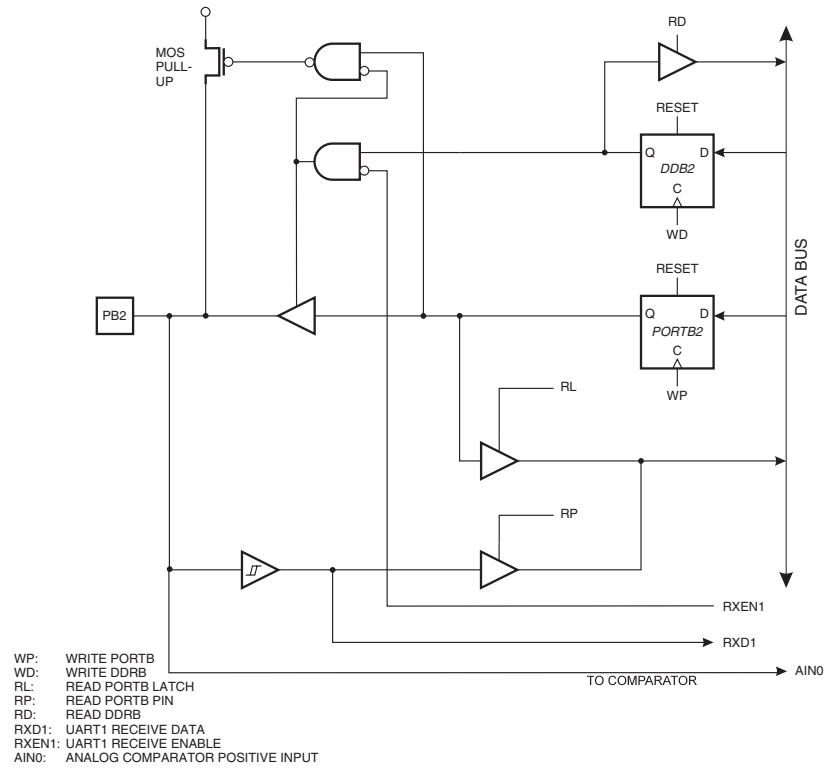 RD
MOS
PULL-
UP
RESET
Q D
DDB2
C
WD
DATA BUS
RESET
PB2
Q D
PORTB2
C
WP
RL
RP
RXEN1
RXD1
AIN0
TO COMPARATOR
WP: WRITE PORTB
WD: WRITE DDRB
RL: READ PORTB LATCH
RP: READ PORTB PIN
RD: READ DDRB
RXD1: UART1 RECEIVE DATA
RXEN1: UART1 RECEIVE ENABLE
AIN0: ANALOG COMPARATOR POSITIVE INPUT